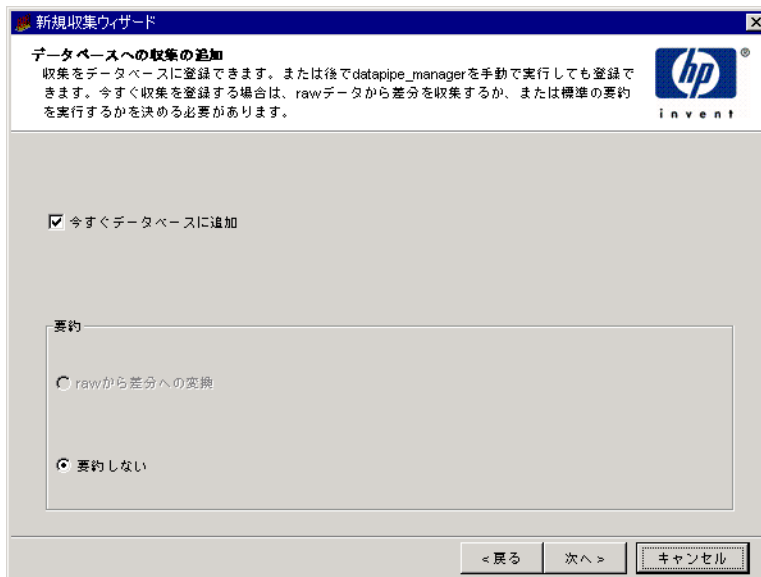 新規収集ウィザード
データベースへの収集の追加
収集をデータベースに登録できます。または後でdatapipe_managerを手動で実行しても登録で
きます。今すぐ収集を登録する場合は、rawデータから差分を収集するか、または標準の要約
を実行するかを決める必要があります。
hp
®
invent
今すぐデータベースに追加
要約
rawから差分への変換
要約しない
<戻る
次へ>
キャンセル